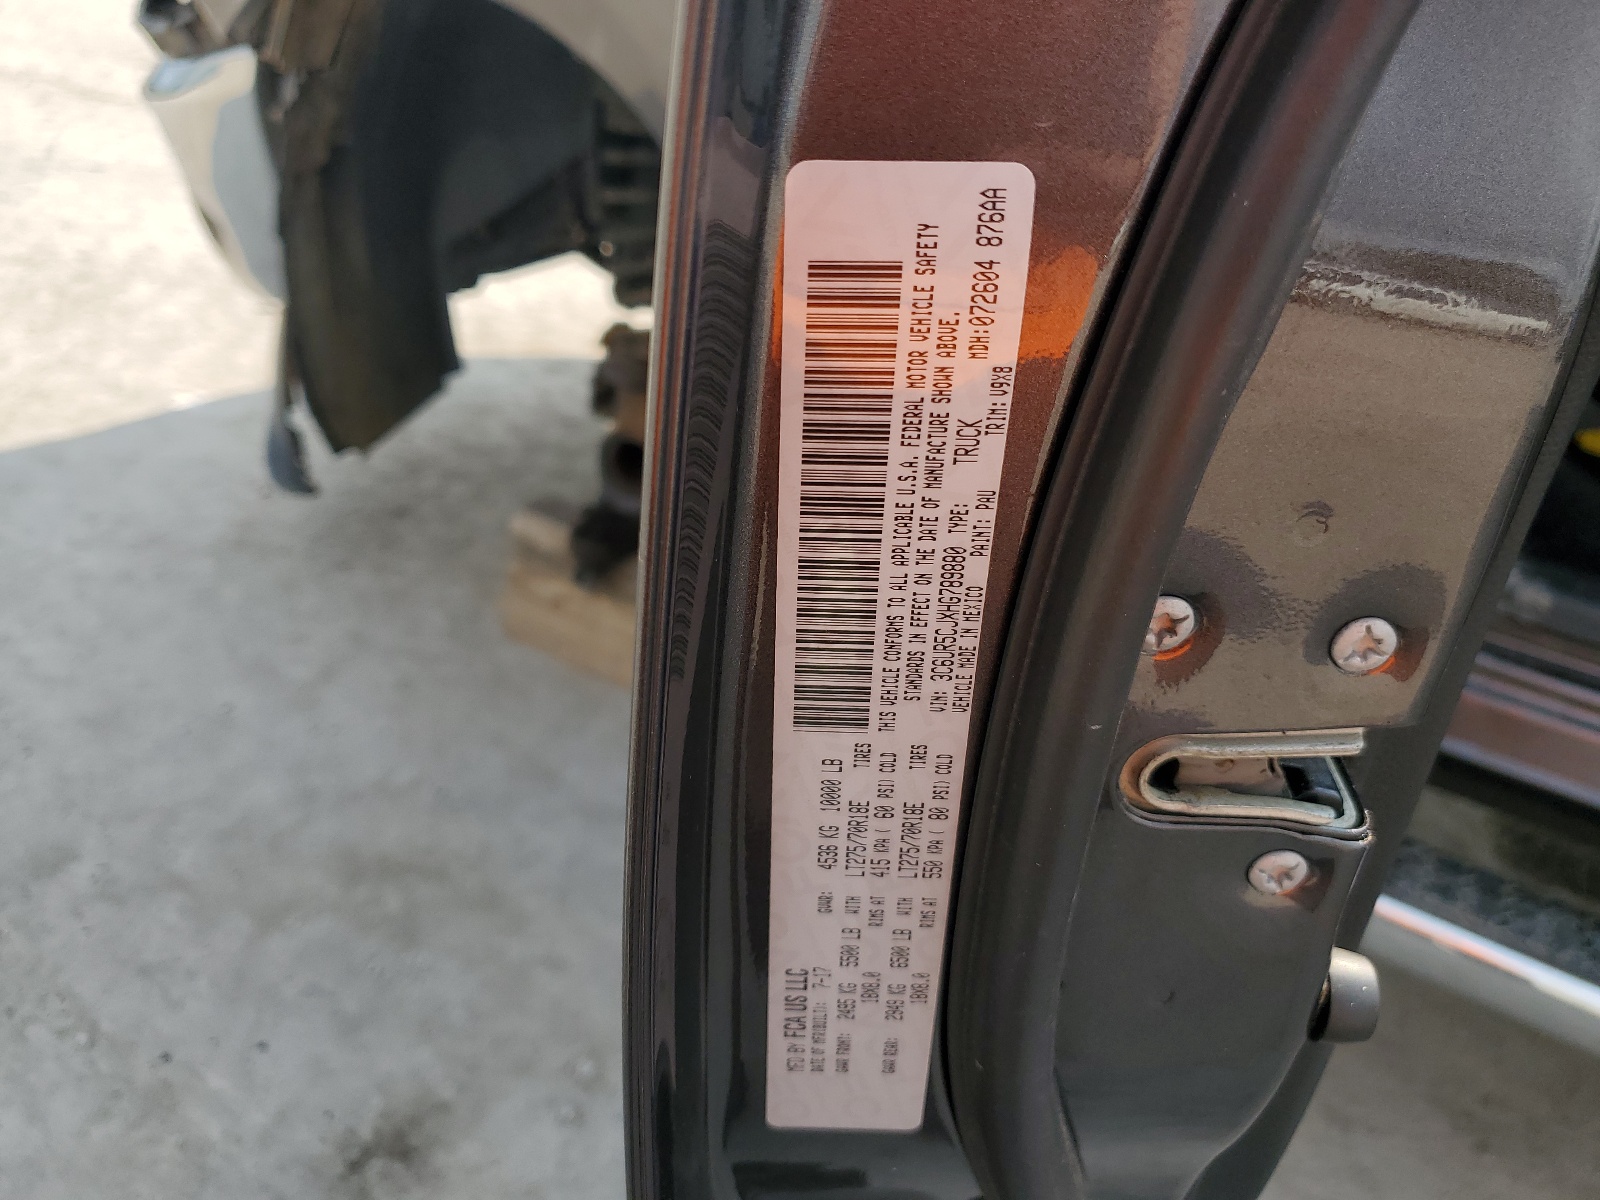 MFD BY FCA US LLC
DATE OF MFR(BUILT): 7-17 GVWR: 4536 KG 10000 LB
GAWR FRONT: 2495 KG 5500 LB WITH LT275/70R18E TIRES
18X8.0 RIMS AT 415 KPA( 60 PSI) COLD
GAWR REAR: 2949 KG 6500 LB WITH LT275/70R18E TIRES
18X8.0 RIMS AT 550 KPA( 80 PSI) COLD
THIS VEHICLE CONFORMS TO ALL APPLICABLE U.S.A. FEDERAL MOTOR VEHICLE SAFETY
STANDARDS IN EFFECT ON THE DATE OF MANUFACTURE SHOWN ABOVE.
VIN: 3C6UR5CJXHG789880 TYPE: TRUCK MDH:072604 876AA
VEHICLE MADE IN MEXICO PAINT: PAU TRIM: V9X8